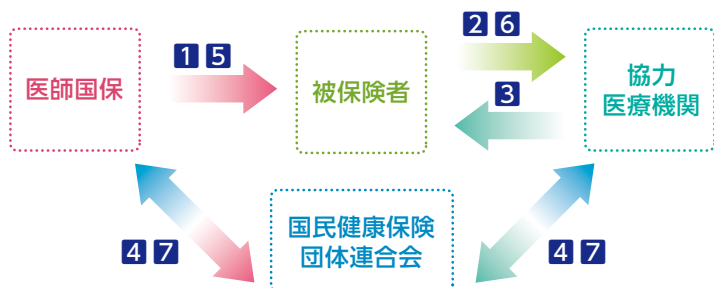 1 5
2 6
医師国保
被保険者
協力
医療機関
3
国民健康保険
団体連合会
4 7
4 7